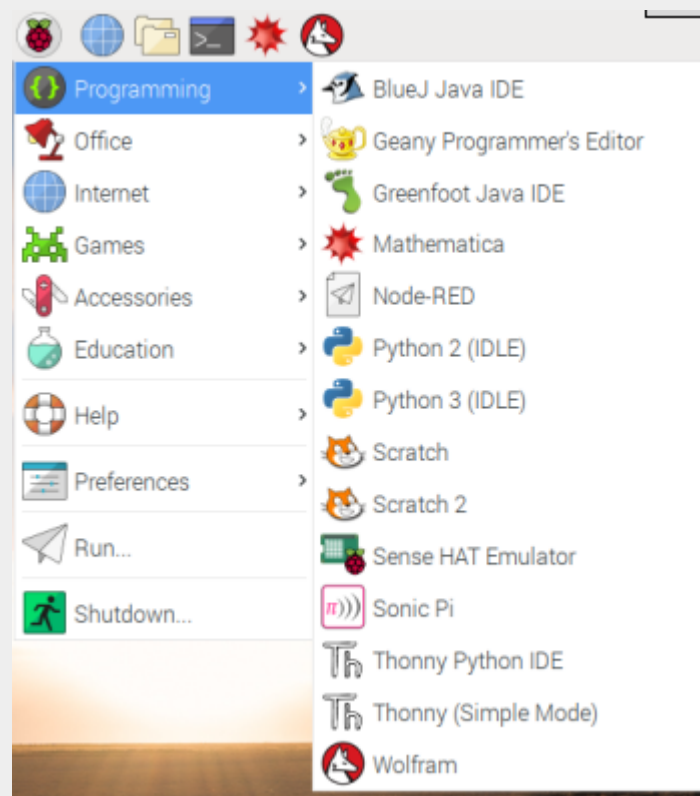 Programming
Office
Internet
Games
Accessories
Education
Help
Preferences
Run...
Shutdown...
BlueJ Java IDE
Geany Programmer's Editor
Greenfoot Java IDE
Mathematica
Node-RED
Python 2 (IDLE)
Python 3 (IDLE)
Scratch
Scratch 2
Sense HAT Emulator
Sonic Pi
Thonny Python IDE
Thonny (Simple Mode)
Wolfram